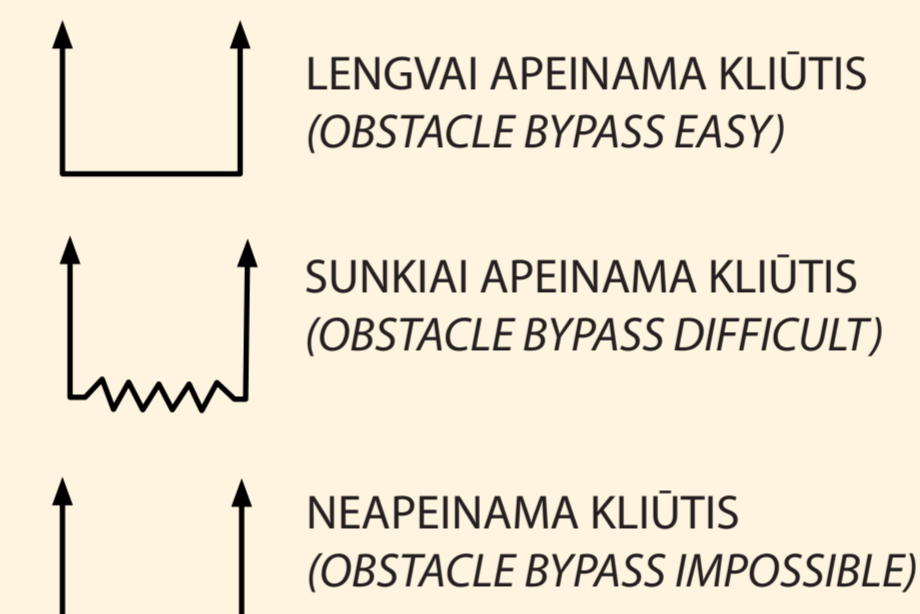 LENGVAI APEINAMA KLIŪTIS
(OBSTACLE BYPASS EASY)
SUNKIAI APEINAMA KLIŪTIS
(OBSTACLE BYPASS DIFFICULT)
NEAPEINAMA KLIŪTIS
(OBSTACLE BYPASS IMPOSSIBLE)